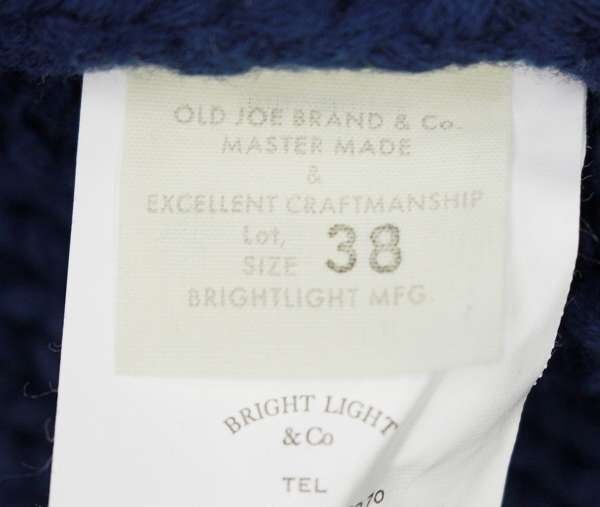 OLD JOE BRAND & Co.
MASTER MADE
&
EXCELLENT CRAFTMANSHIP
Lot,
SIZE 38
BRIGHTLIGHT MFG
BRIGHT LIGHT
& Co
TEL